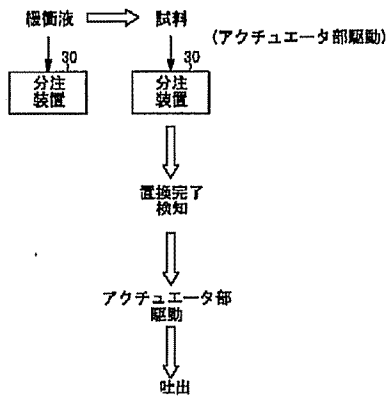 緩衝液 試料
(アクチュエータ部駆動)
30 30
分注 分注
装置 装置
置換完了
検知
アクチュエータ部
駆動
吐出